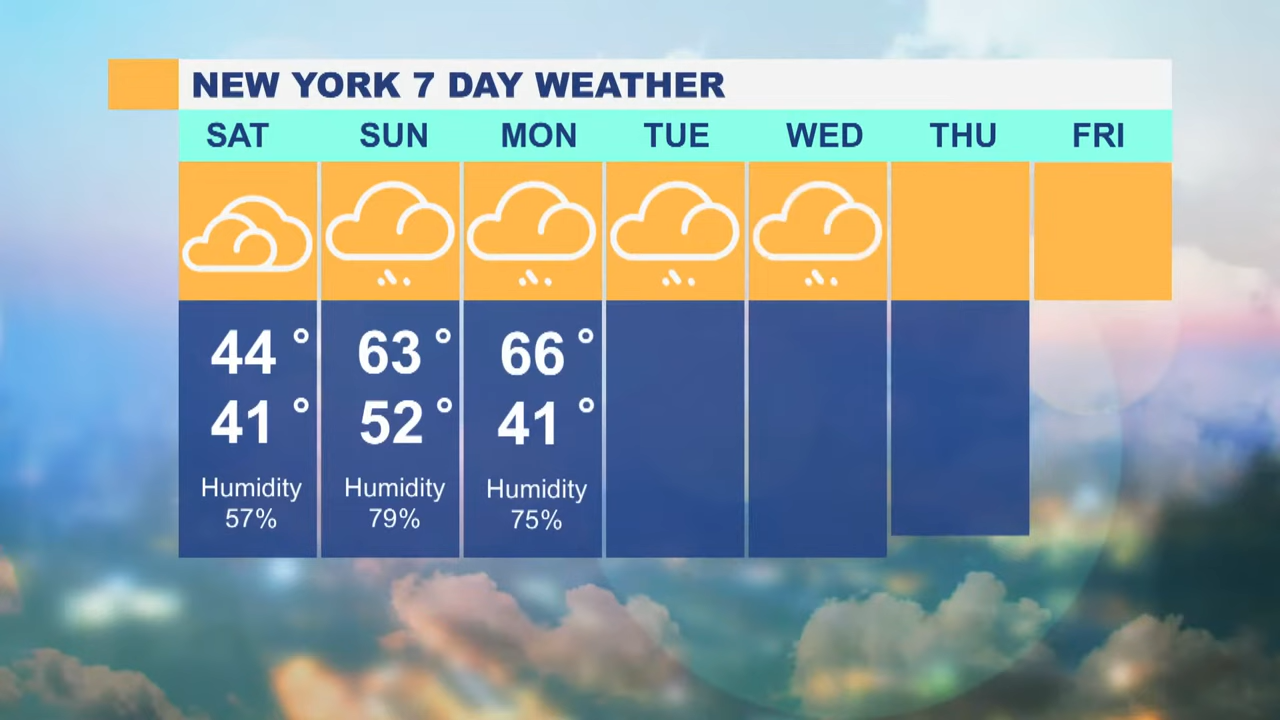 NEW YORK 7 DAY WEATHER
SAT SUN MON TUE WED THU FRI
44° 63° 66°
41° 52° 41°
Humidity Humidity Humidity
57% 79% 75%